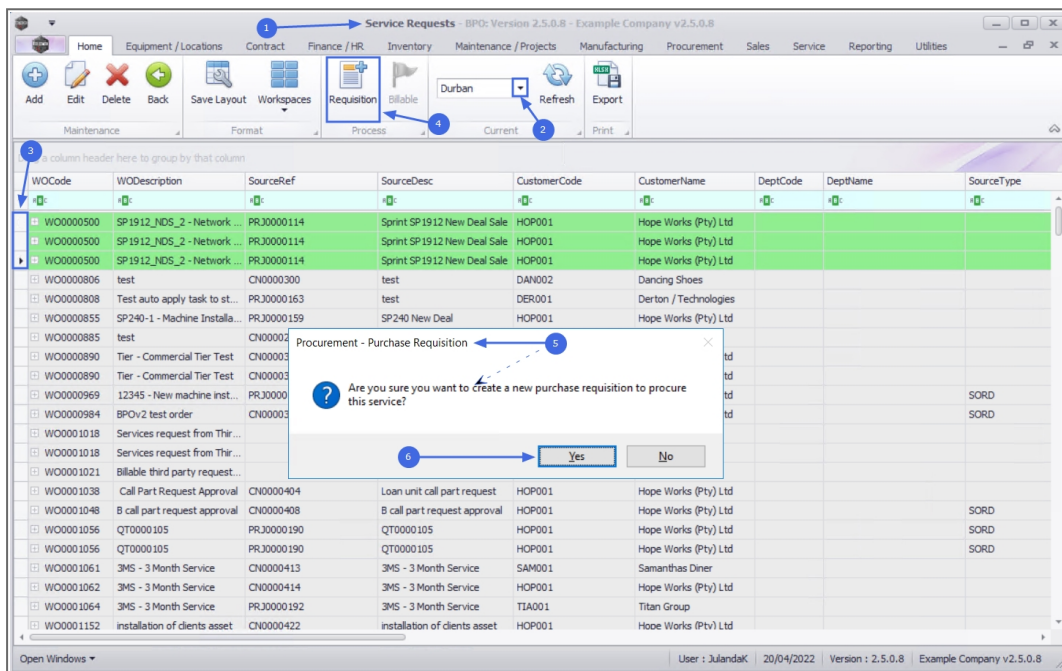 1
Service Requests - BPO: Version 2.5.0.8 - Example Company v2.5.0.8
Home Equipment / Locations Contract Finance / HR Inventory Maintenance / Projects Manufacturing Procurement Sales Service Reporting Utilities
Add Edit Delete Back Save Layout Workspaces Requisition Billable Durban Refresh Export
4 2
Maintenance Format Process Current Print
3
a column header here to group by that column
WOCode WODescription SourceRef SourceDesc CustomerCode CustomerName DeptCode DeptName SourceType
WO0000500 SP1912_NDS_2 - Network ... PRJ0000114 Sprint SP1912 New Deal Sale HOP001 Hope Works (Pty) Ltd
WO0000500 SP1912_NDS_2 - Network ... PRJ0000114 Sprint SP1912 New Deal Sale HOP001 Hope Works (Pty) Ltd
WO0000500 SP1912_NDS_2 - Network ... PRJ0000114 Sprint SP1912 New Deal Sale HOP001 Hope Works (Pty) Ltd
WO0000806 test CN0000300 test DAN002 Dancing Shoes
WO0000808 Test auto apply task to st... PRJ0000163 test DER001 Derton / Technologies
WO0000855 SP240-1 - Machine Installa... PRJ0000159 SP240 New Deal HOP001 Hope Works (Pty) Ltd
WO0000885 test CN00002
WO0000890 Tier - Commercial Tier Test CN00003 td
WO0000890 Tier - Commercial Tier Test CN00003 td
WO0000969 12345 - New machine inst... PRJ0000 td SORD
WO0000984 BPOv2 test order CN00003 td SORD
WO0001018 Services request from Thir...
WO0001018 Services request from Thir...
WO0001021 Billable third party request...
Procurement - Purchase Requisition 5
Are you sure you want to create a new purchase requisition to procure
this service?
6 Yes No
WO0001038 Call Part Request Approval CN0000404 Loan unit call part request HOP001 Hope Works (Pty) Ltd
WO0001048 B call part request approval CN0000408 B call part request approval HOP001 Hope Works (Pty) Ltd SORD
WO0001056 QT0000105 PRJ0000190 QT0000105 HOP001 Hope Works (Pty) Ltd SORD
WO0001056 QT0000105 PRJ0000190 QT0000105 HOP001 Hope Works (Pty) Ltd SORD
WO0001061 3MS - 3 Month Service CN0000413 3MS - 3 Month Service SAM001 Samanthas Diner
WO0001062 3MS - 3 Month Service CN0000414 3MS - 3 Month Service HOP001 Hope Works (Pty) Ltd
WO0001064 3MS - 3 Month Service PRJ0000192 3MS - 3 Month Service TIA001 Titan Group
WO0001152 installation of clients asset CN0000422 installation of clients asset HOP001 Hope Works (Pty) Ltd
Open Windows User : JulandaK 20/04/2022 Version : 2.5.0.8 Example Company v2.5.0.8